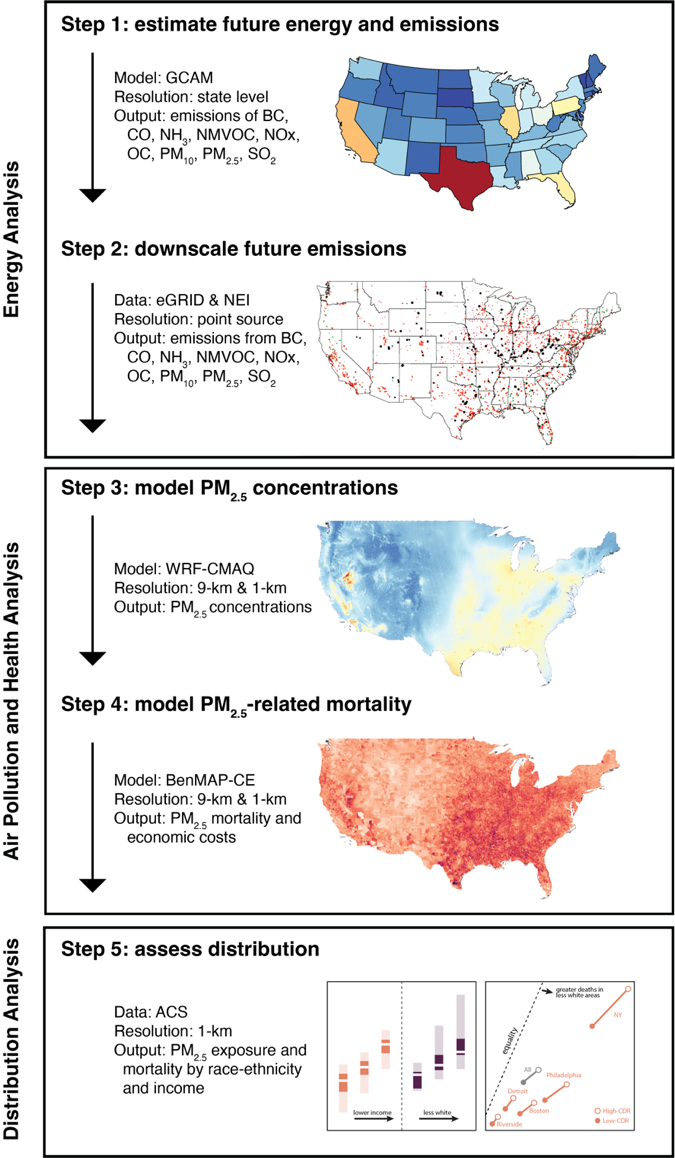 Energy Analysis
Step 1: estimate future energy and emissions
Model: GCAM
Resolution: state level
Output: emissions of BC,
CO, NH3, NMVOC, NOx,
OC, PM10, PM2.5, SO2
Step 2: downscale future emissions
Data: eGRID & NEI
Resolution: point source
Output: emissions from BC,
CO, NH3, NMVOC, NOx,
OC, PM10, PM2.5, SO2
Air Pollution and Health Analysis
Step 3: model PM2.5 concentrations
Model: WRF-CMAQ
Resolution: 9-km & 1-km
Output: PM2.5 concentrations
Step 4: model PM2.5-related mortality
Model: BenMAP-CE
Resolution: 9-km & 1-km
Output: PM2.5 mortality and
economic costs
Distribution Analysis
Step 5: assess distribution
Data: ACS
Resolution: 1-km
Output: PM2.5 exposure and
mortality by race-ethnicity
and income
lower income
less white
equality
greater deaths in
less white areas
NY
All
Philadelphia
Detroit
Boston
Riverside
High-CDR
Low-CDR